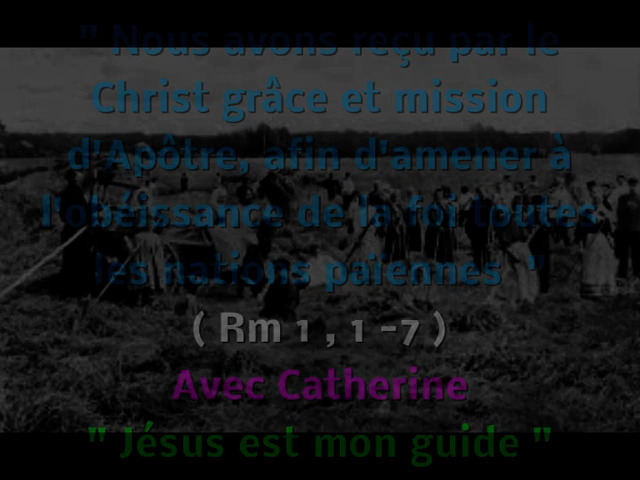 " Nous avons reçu par le
Christ grâce et mission
d'Apôtre, afin d'amener à
l'obéissance de la foi toutes
les nations païennes "
( Rm 1 , 1 -7 )
Avec Catherine
" Jésus est mon guide "